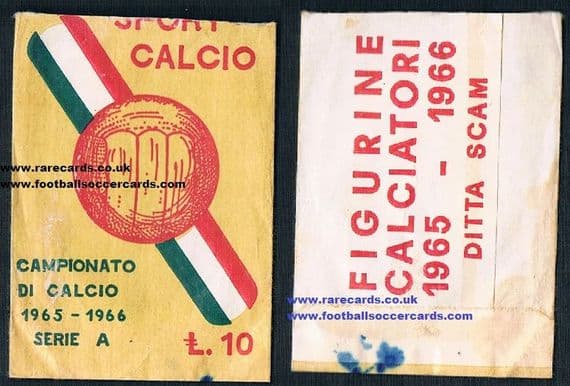 SPORT
CALCIO
www.rarecards.co.uk
www.footballsoccercards.com
CAMPIONATO
DI CALCIO
1965 - 1966
SERIE A
Ł. 10
FIGURINE
CALCIATORI
1965 - 1966
DITTA SCAM
www.rarecards.co.uk
www.footballsoccercards.com